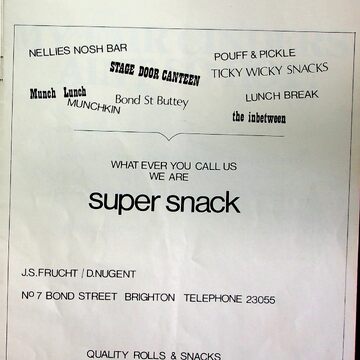 NELLIES NOSH BAR
POUFF & PICKLE
STAGE DOOR CANTEEN
TICKY WICKY SNACKS
Munch Lunch
MUNCHKIN
Bond St Buttey
LUNCH BREAK
the inbetween
WHAT EVER YOU CALL US
WE ARE
super snack
J.S.FRUCHT / D.NUGENT
Nº 7 BOND STREET BRIGHTON TELEPHONE 23055
QUALITY ROLLS & SNACKS